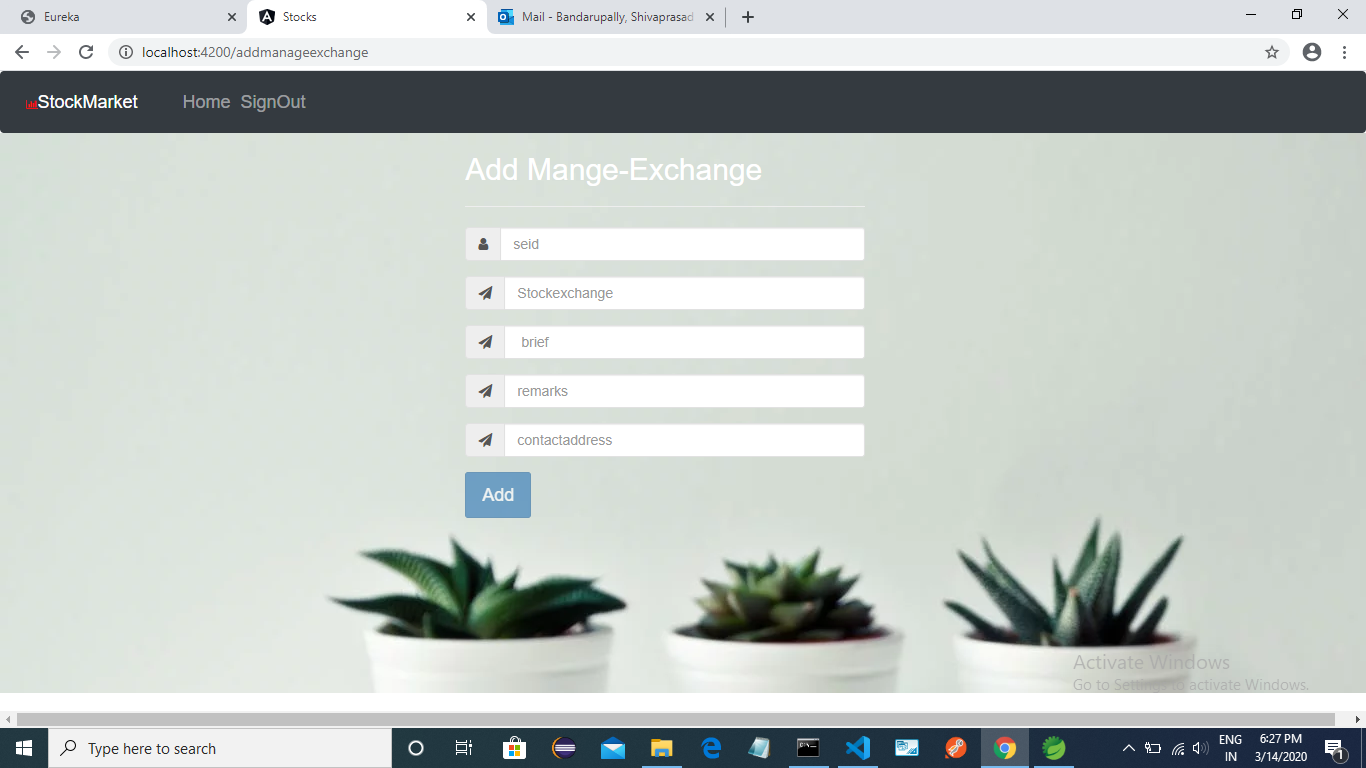 Eureka
Stocks
Mail - Bandarupally, Shivaprasad
localhost:4200/addmanageexchange
StockMarket Home SignOut
Add Mange-Exchange
seid
Stockexchange
brief
remarks
contactaddress
Add
Activate Windows
Go to Settings to activate Windows.
Type here to search
ENG
IN
6:27 PM
3/14/2020
1